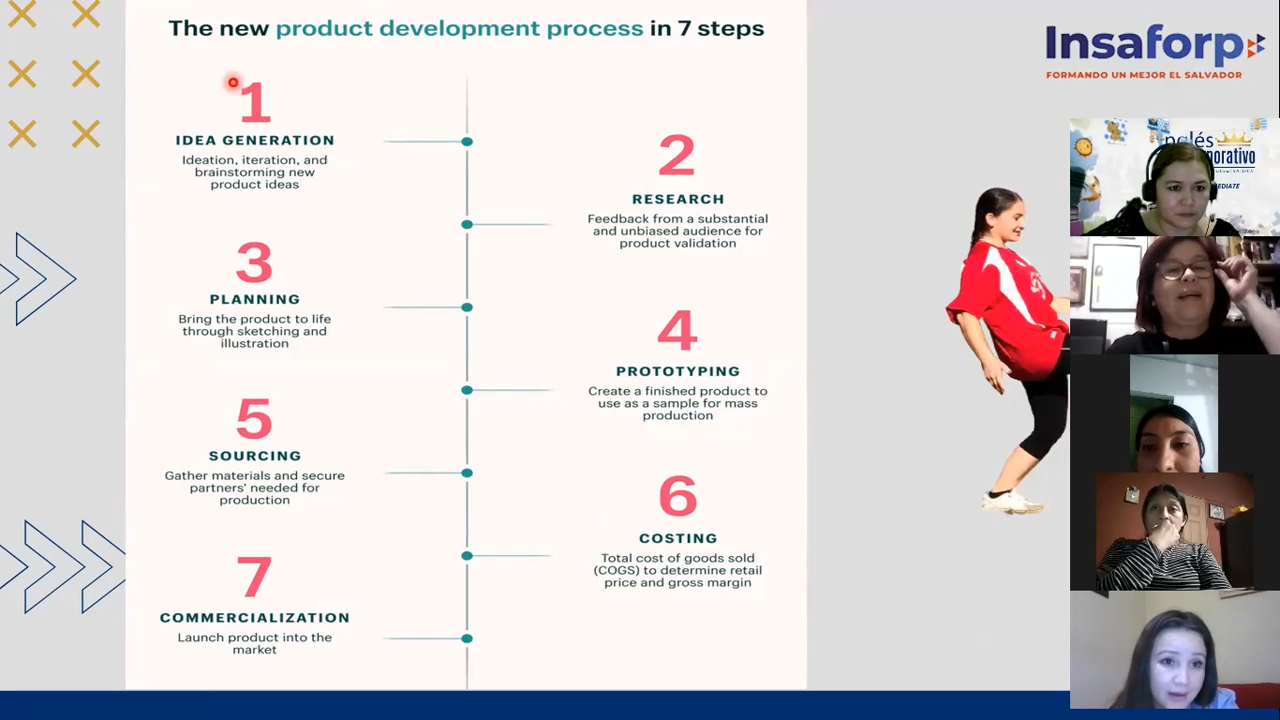 The new product development process in 7 steps
1
IDEA GENERATION
Ideation, iteration, and
brainstorming new
product ideas
2
RESEARCH
Feedback from a substantial
and unbiased audience for
product validation
3
PLANNING
Bring the product to life
through sketching and
illustration
4
PROTOTYPING
Create a finished product to
use as a sample for mass
production
5
SOURCING
Gather materials and secure
partners' needed for
production
6
COSTING
Total cost of goods sold
(COGS) to determine retail
price and gross margin
7
COMMERCIALIZATION
Launch product into the
market
Insaforp
FORMANDO UN MEJOR EL SALVADOR